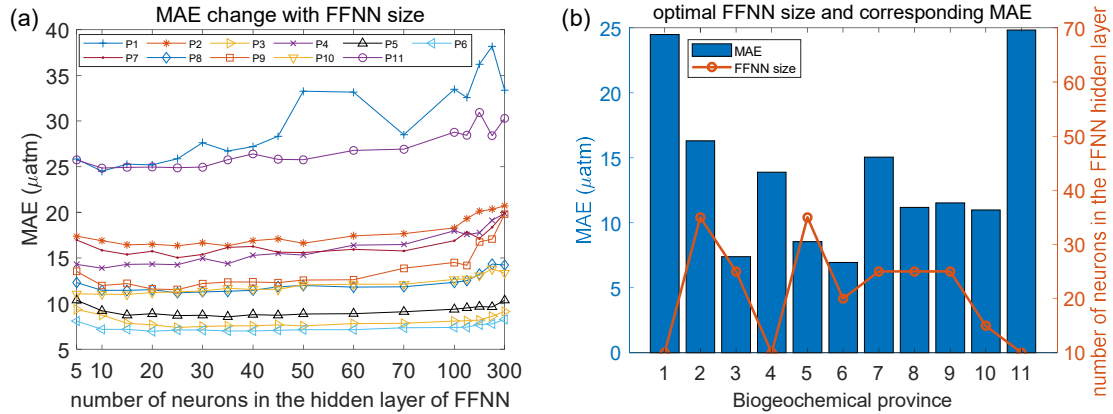 (a)
MAE change with FFNN size
40
35
30
25
20
15
10
5
MAE (μatm)
P1 P2 P3 P4 P5 P6
P7 P8 P9 P10 P11
5 10 20 30 40 50 60 70 100 300
number of neurons in the hidden layer of FFNN
(b)
optimal FFNN size and corresponding MAE
25
20
15
10
5
0
MAE (μatm)
MAE
FFNN size
70
60
50
40
30
20
10
number of neurons in the FFNN hidden layer
1 2 3 4 5 6 7 8 9 10 11
Biogeochemical province